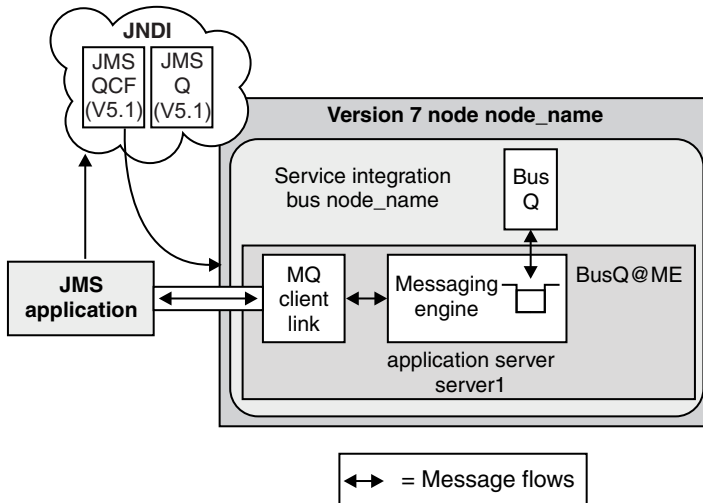 JNDI
JMS
QCF
(V5.1)
JMS
Q
(V5.1)
Version 7 node node_name
Service integration
bus node_name
Bus
Q
JMS
application
MQ
client
link
Messaging
engine
BusQ@ME
application server
server1
= Message flows